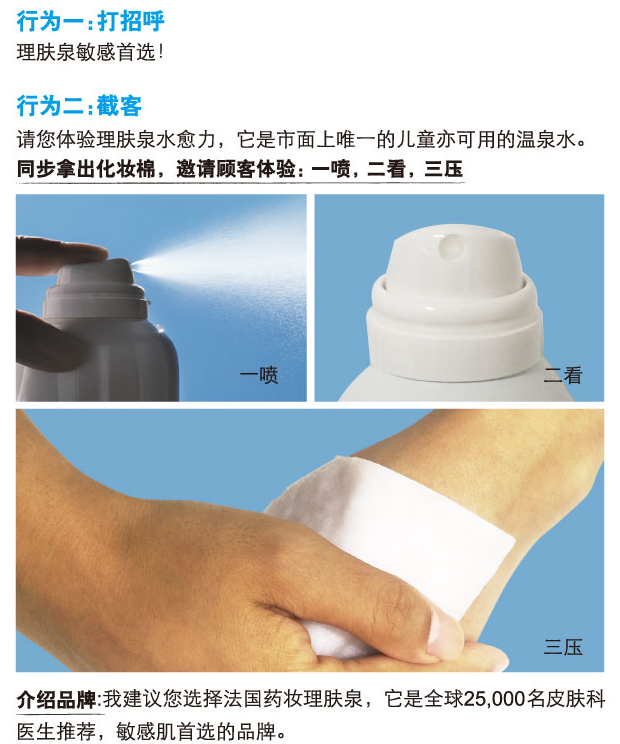 行为一：打招呼
理肤泉敏感首选！
行为二：截客
请您体验理肤泉水愈力，它是市面上唯一的儿童亦可用的温泉水。
同步拿出化妆棉，邀请顾客体验：一喷，二看，三压
一喷
二看
三压
介绍品牌:我建议您选择法国药妆理肤泉，它是全球25,000名皮肤科
医生推荐，敏感肌首选的品牌。